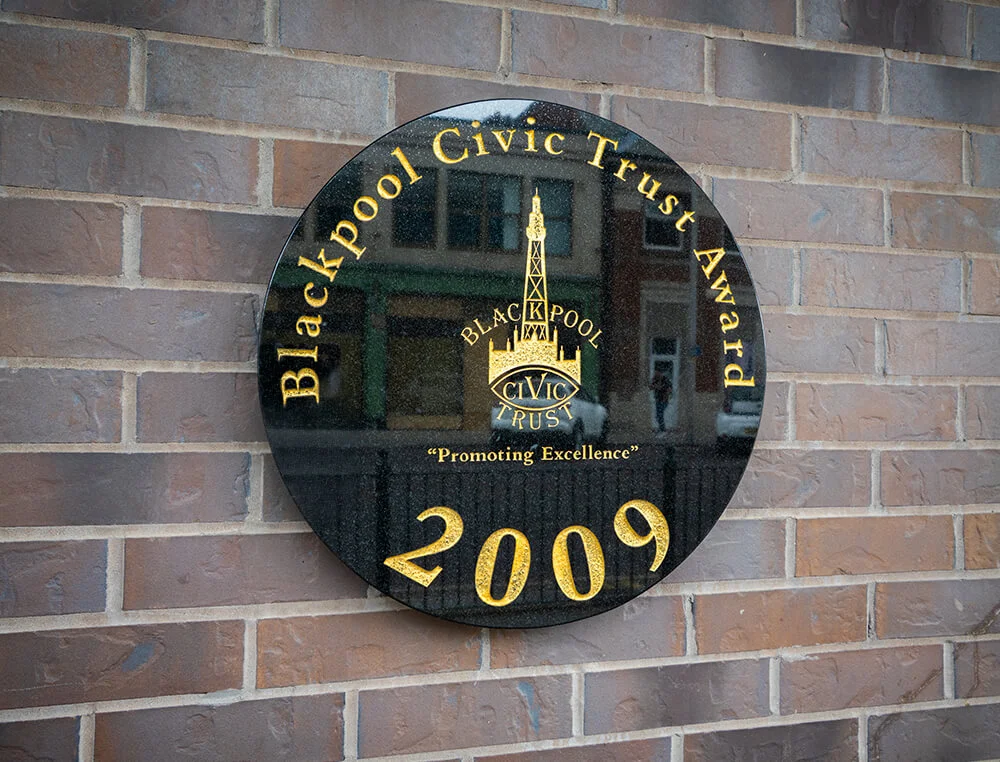 Blackpool Civic Trust Award
BLACKPOOL
CIVIC
TRUST
“Promoting Excellence”
2009